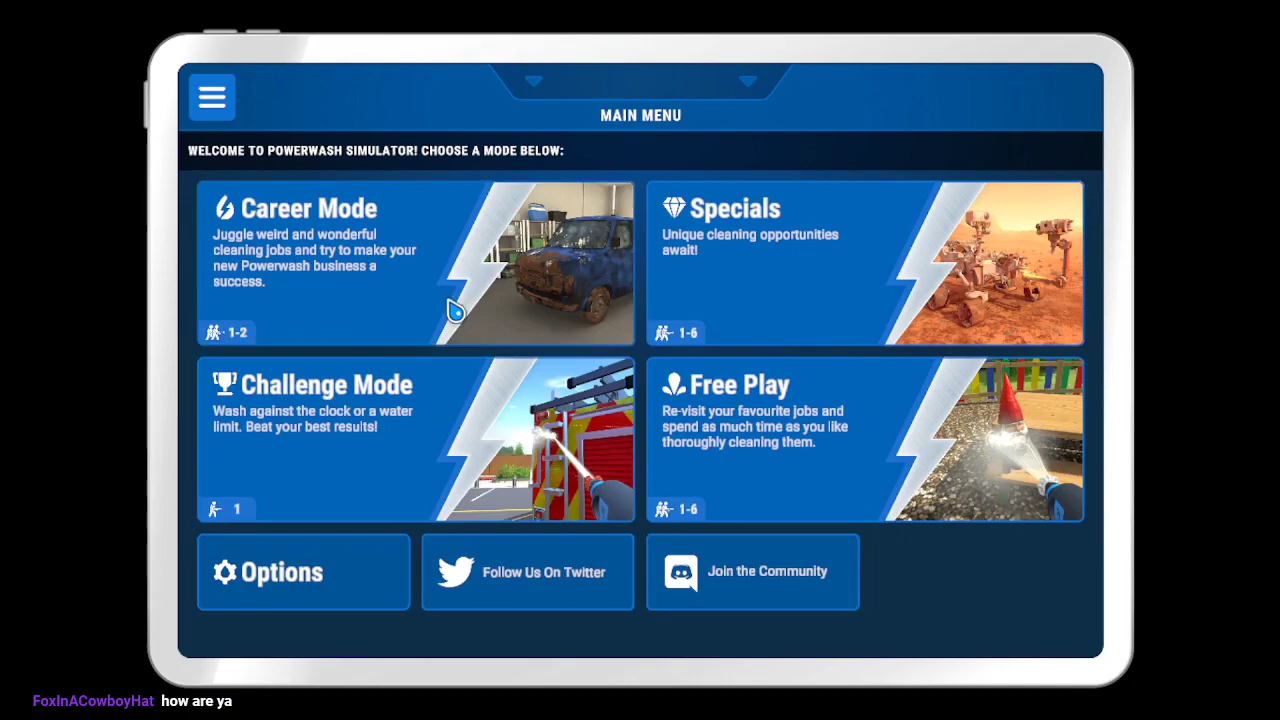 MAIN MENU
WELCOME TO POWERWASH SIMULATOR! CHOOSE A MODE BELOW:
Career Mode
Juggle weird and wonderful
cleaning jobs and try to make your
new Powerwash business a
success.
1-2
Specials
Unique cleaning opportunities
await!
1-6
Challenge Mode
Wash against the clock or a water
limit. Beat your best results!
1
Free Play
Re-visit your favourite jobs and
spend as much time as you like
thoroughly cleaning them.
1-6
Options
Follow Us On Twitter
Join the Community
FoxInACowboyHat how are ya